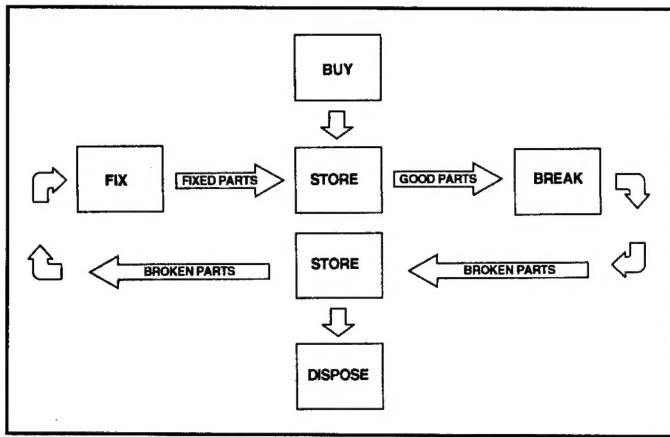 BUY
FIX
FIXED PARTS
STORE
GOOD PARTS
BREAK
BROKEN PARTS
STORE
BROKEN PARTS
DISPOSE